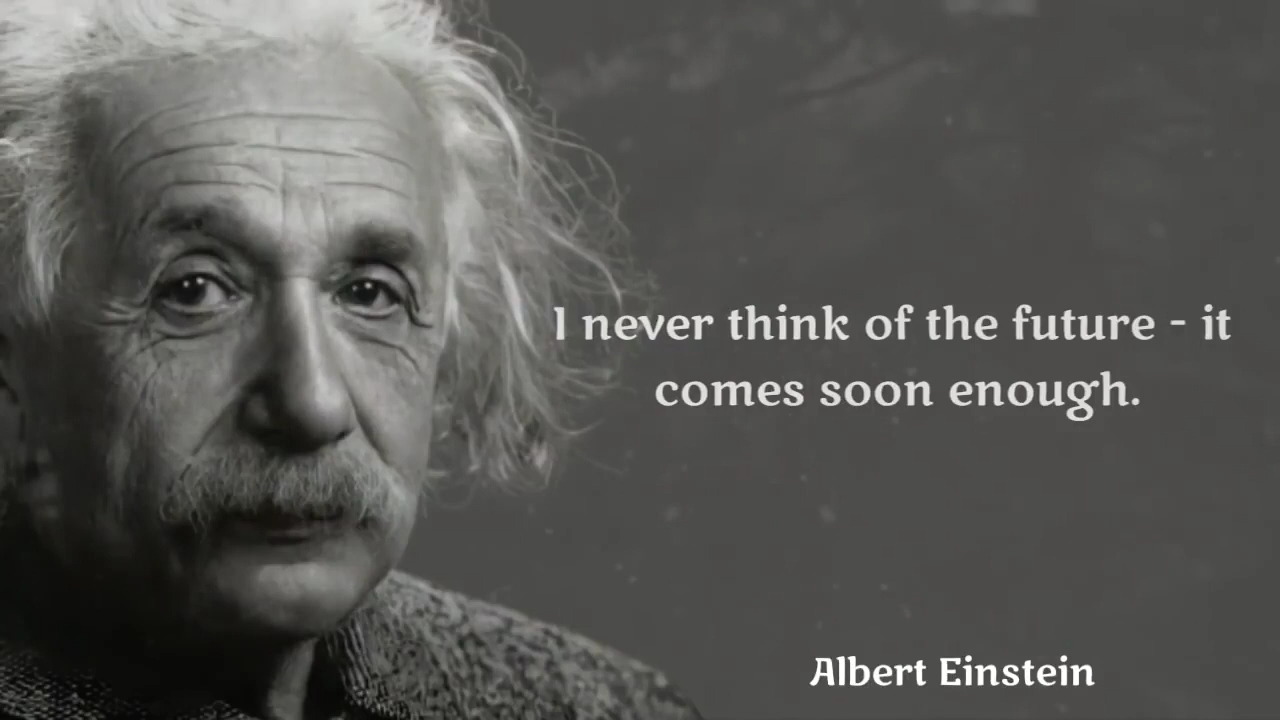 I never think of the future - it
comes soon enough.
Albert Einstein